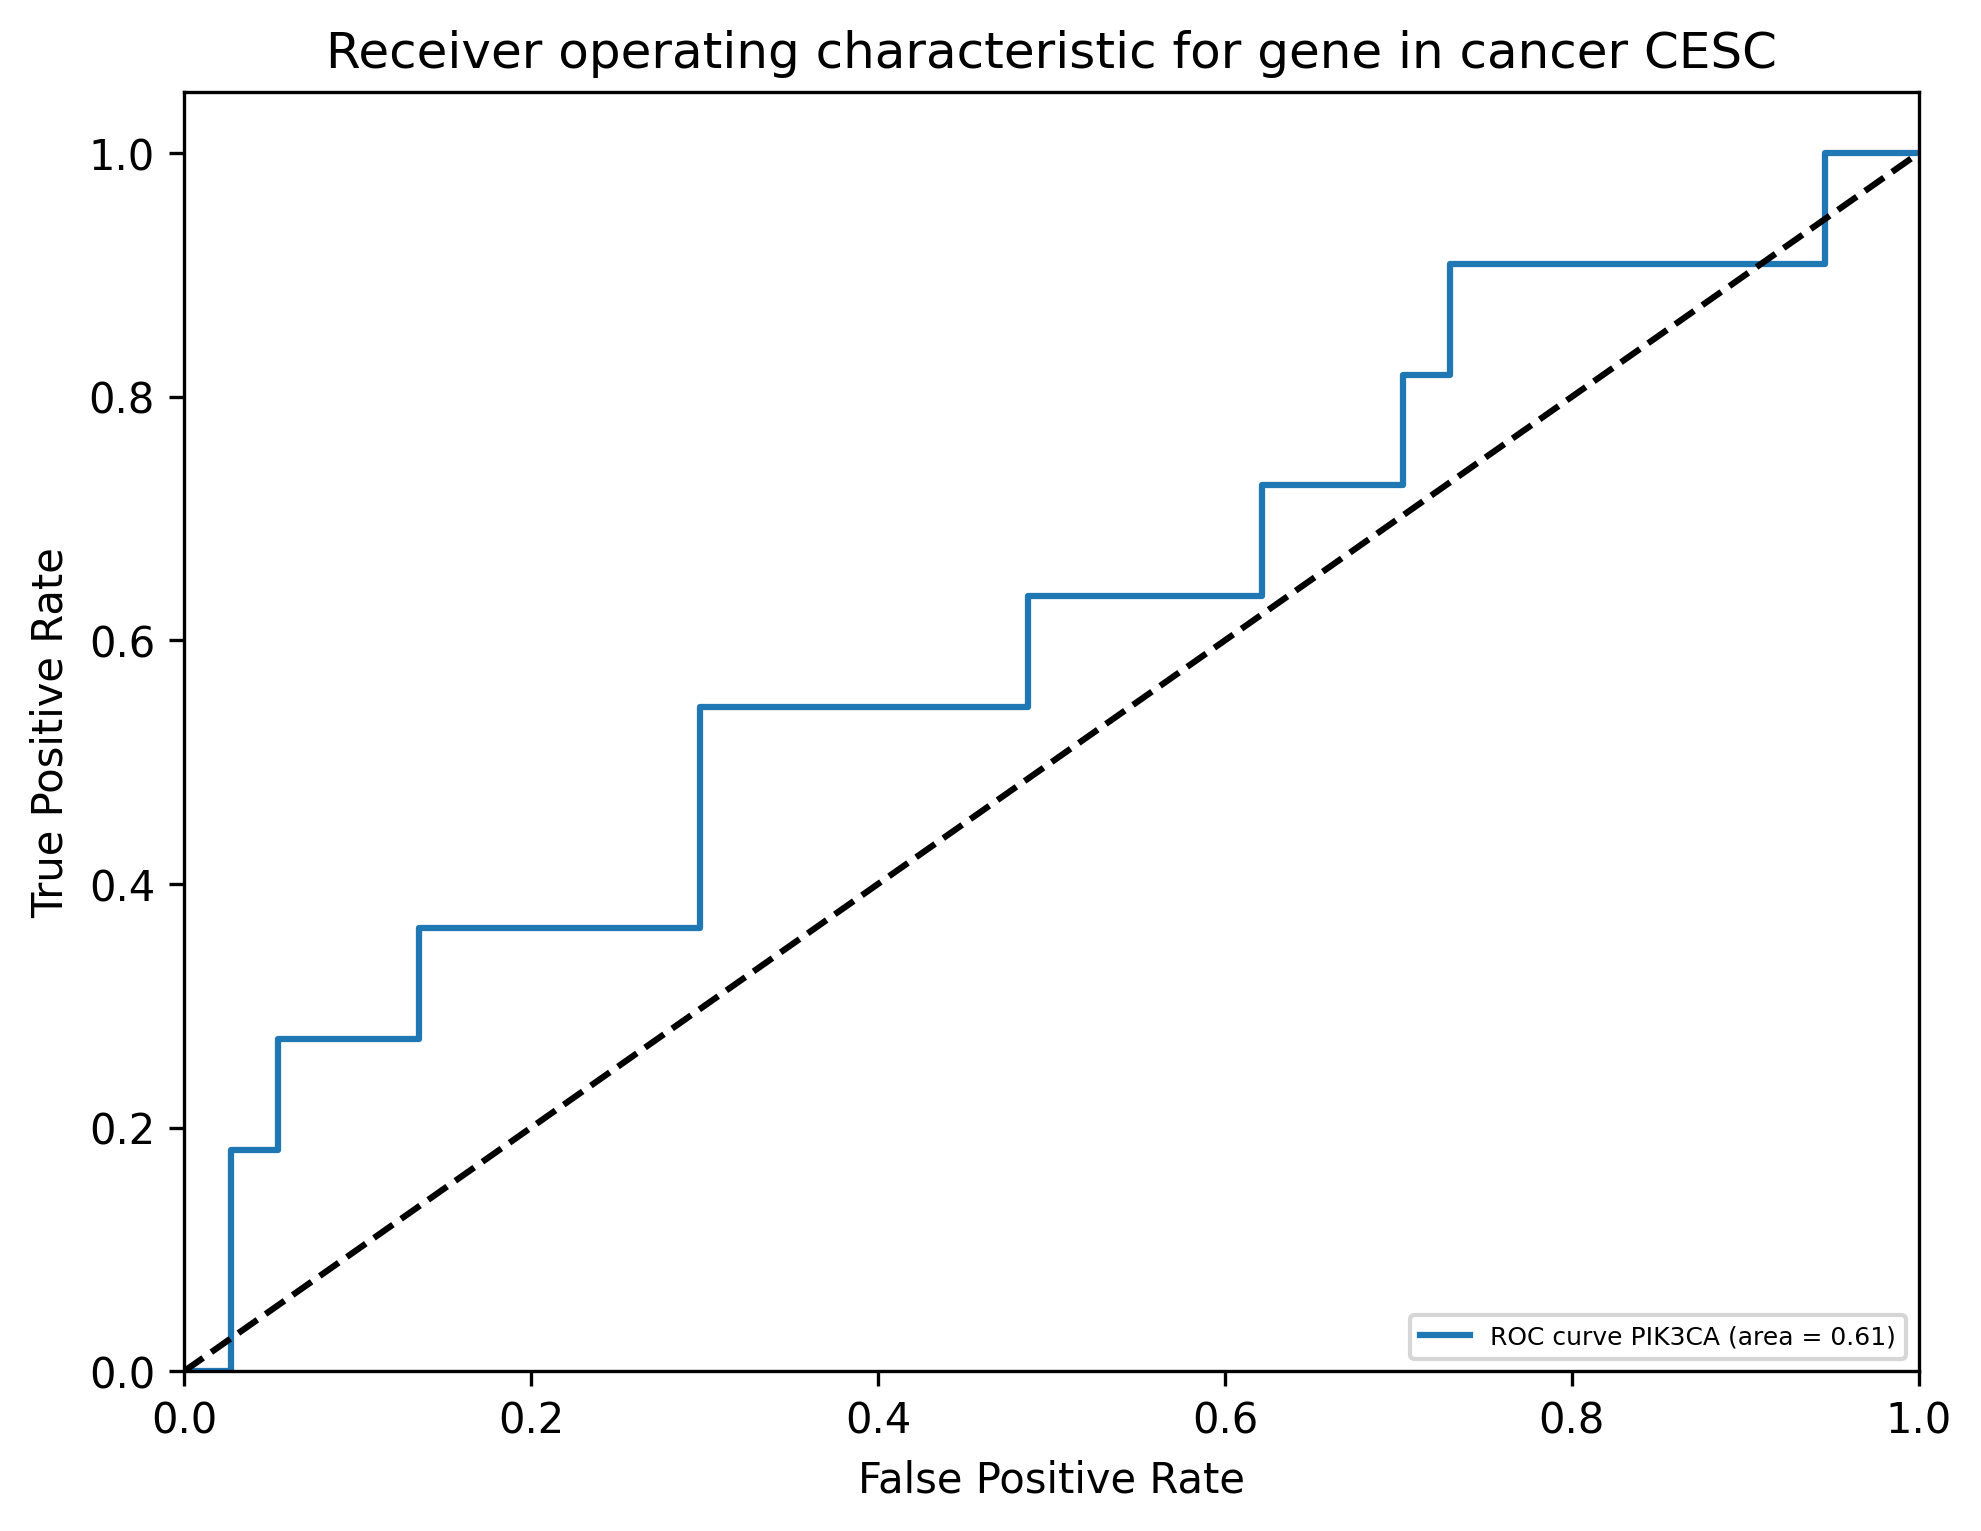 Receiver operating characteristic for gene in cancer CESC
True Positive Rate
1.0
0.8
0.6
0.4
0.2
0.0
0.0 0.2 0.4 0.6 0.8 1.0
False Positive Rate
ROC curve PIK3CA (area = 0.61)